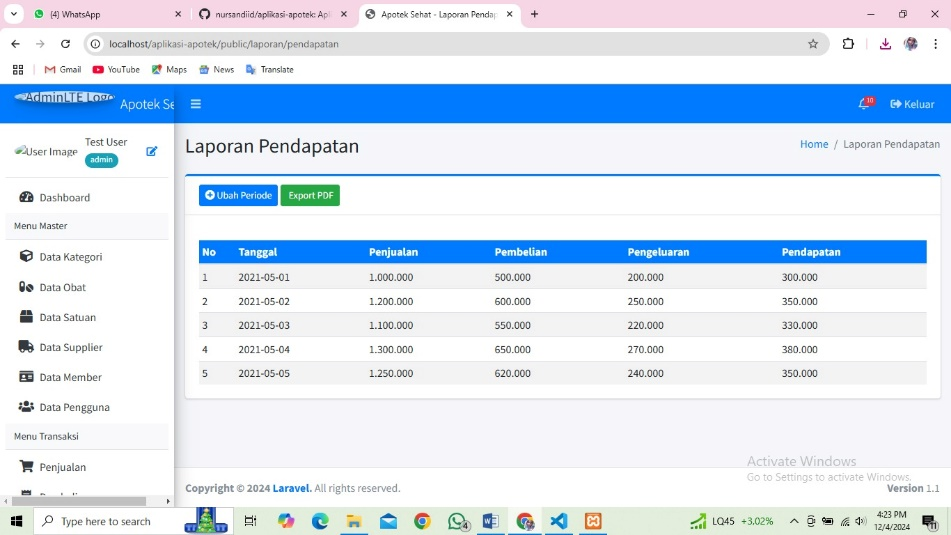 (4) WhatsApp
nursandiid/aplikasi-apotek: Apl
Apotek Sehat - Laporan Pendap
localhost/aplikasi-apotek/public/laporan/pendapatan
Gmail YouTube Maps News Translate
AdminLTE Logo Apotek Se
10 Keluar
User Image Test User
admin
Laporan Pendapatan
Home / Laporan Pendapatan
Dashboard
Menu Master
Data Kategori
Data Obat
Data Satuan
Data Supplier
Data Member
Data Pengguna
Menu Transaksi
Penjualan
Ubah Periode Export PDF
No Tanggal Penjualan Pembelian Pengeluaran Pendapatan
1 2021-05-01 1.000.000 500.000 200.000 300.000
2 2021-05-02 1.200.000 600.000 250.000 350.000
3 2021-05-03 1.100.000 550.000 220.000 330.000
4 2021-05-04 1.300.000 650.000 270.000 380.000
5 2021-05-05 1.250.000 620.000 240.000 350.000
Activate Windows
Go to Settings to activate Windows.
Copyright © 2024 Laravel. All rights reserved.
Version 1.1
Type here to search
4
LQ45 +3.02%
4:23 PM
12/4/2024
11